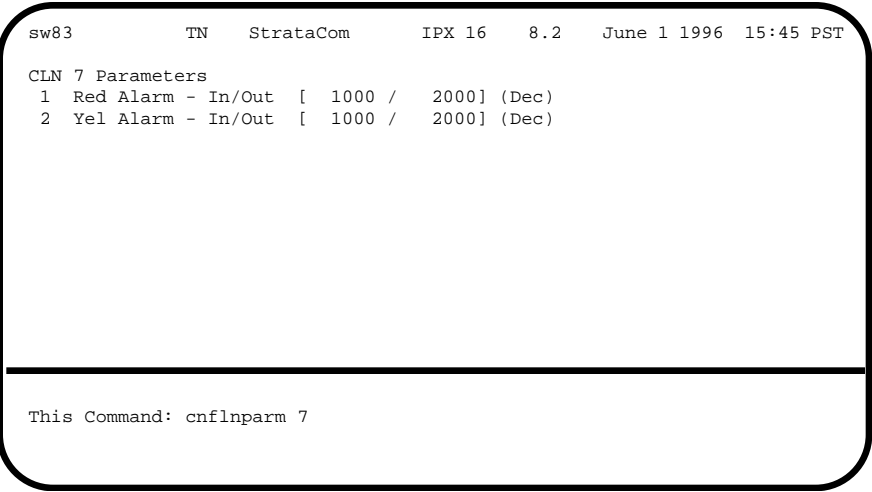 sw83 TN StrataCom IPX 16 8.2 June 1 1996 15:45 PST
CLN 7 Parameters
1 Red Alarm - In/Out [ 1000 / 2000] (Dec)
2 Yel Alarm - In/Out [ 1000 / 2000] (Dec)
This Command: cnflnparm 7